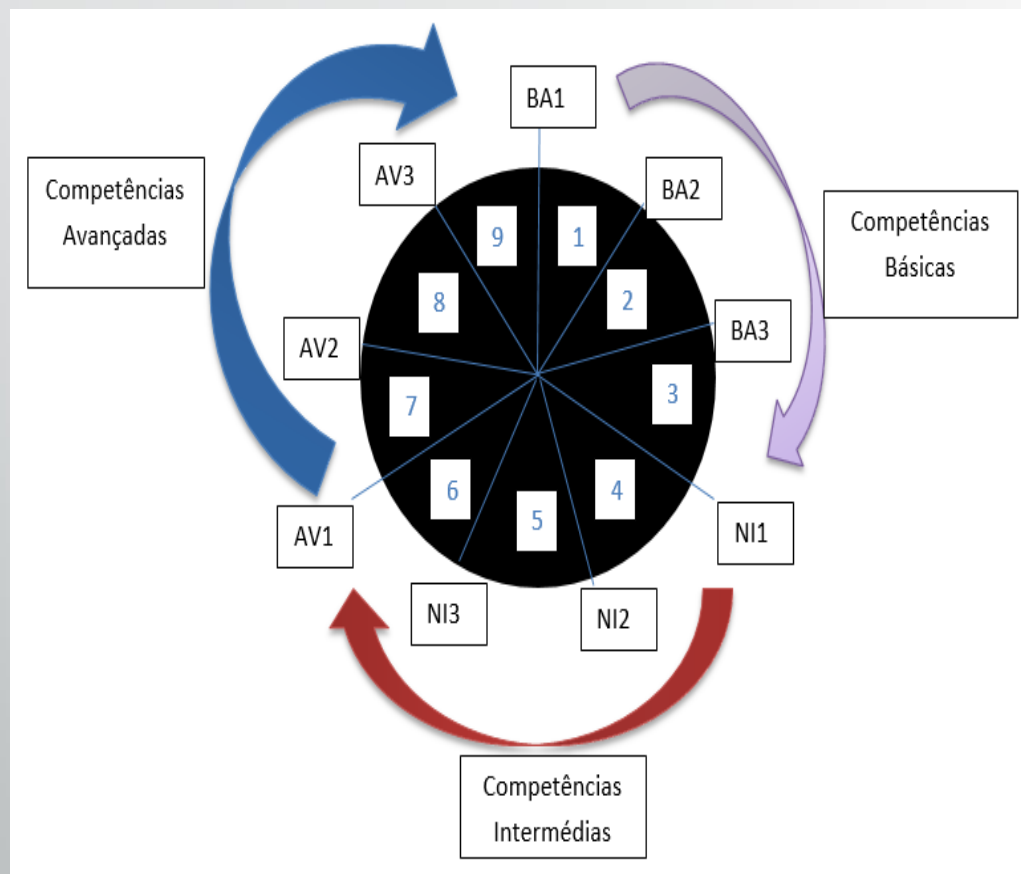 BA1
AV3
BA2
Competências
Avançadas
Competências
Básicas
9
1
8
2
AV2
BA3
7
3
6
4
5
AV1
NI1
NI3
NI2
Competências
Intermédias